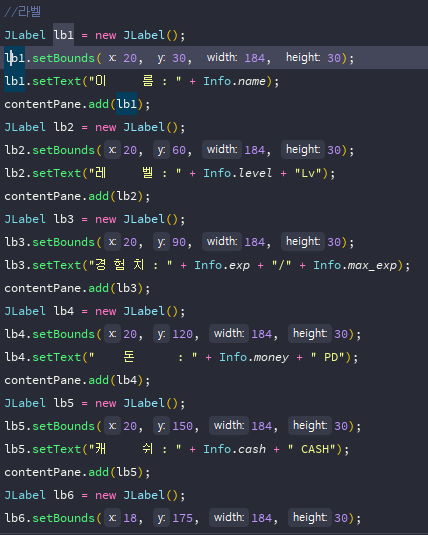 //라벨
JLabel lb1 = new JLabel();
lb1.setBounds( x: 20, y: 30, width: 184, height: 30);
lb1.setText("이     름 : " + Info.name);
contentPane.add(lb1);
JLabel lb2 = new JLabel();
lb2.setBounds( x: 20, y: 60, width: 184, height: 30);
lb2.setText("레     벨 : " + Info.level + "Lv");
contentPane.add(lb2);
JLabel lb3 = new JLabel();
lb3.setBounds( x: 20, y: 90, width: 184, height: 30);
lb3.setText("경 험 치 : " + Info.exp + "/" + Info.max_exp);
contentPane.add(lb3);
JLabel lb4 = new JLabel();
lb4.setBounds( x: 20, y: 120, width: 184, height: 30);
lb4.setText("    돈      : " + Info.money + " PD");
contentPane.add(lb4);
JLabel lb5 = new JLabel();
lb5.setBounds( x: 20, y: 150, width: 184, height: 30);
lb5.setText("캐     쉬 : " + Info.cash + " CASH");
contentPane.add(lb5);
JLabel lb6 = new JLabel();
lb6.setBounds( x: 18, y: 175, width: 184, height: 30);